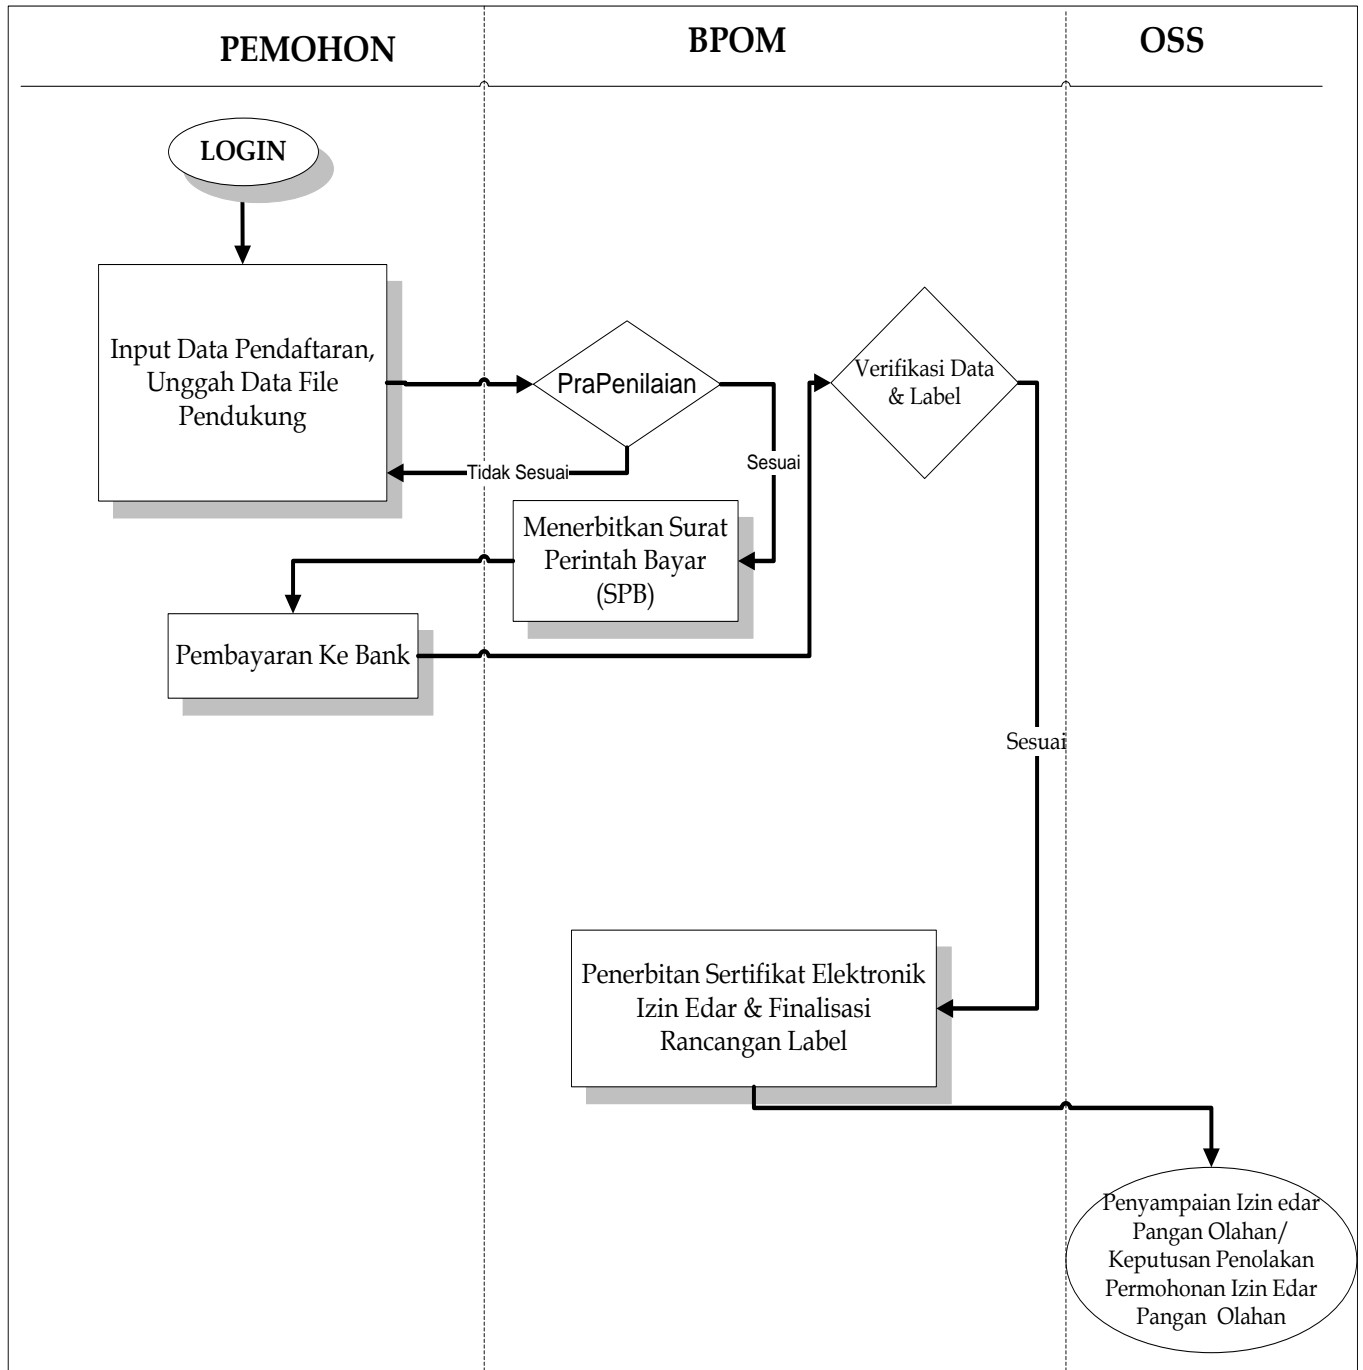 PEMOHON
BPOM
OSS
LOGIN
Input Data Pendaftaran,
Unggah Data File
Pendukung
PraPenilaian
Verifikasi Data
& Label
Tidak Sesuai
Sesuai
Menerbitkan Surat
Perintah Bayar
(SPB)
Pembayaran Ke Bank
Sesuai
Penerbitan Sertifikat Elektronik
Izin Edar & Finalisasi
Rancangan Label
Penyampaian Izin edar
Pangan Olahan/
Keputusan Penolakan
Permohonan Izin Edar
Pangan Olahan